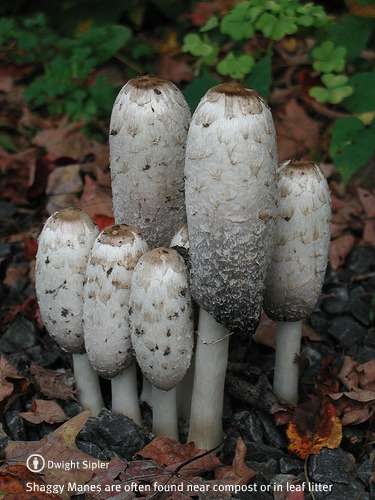 Dwight Sipler
Shaggy Manes are often found near compost or in leaf litter